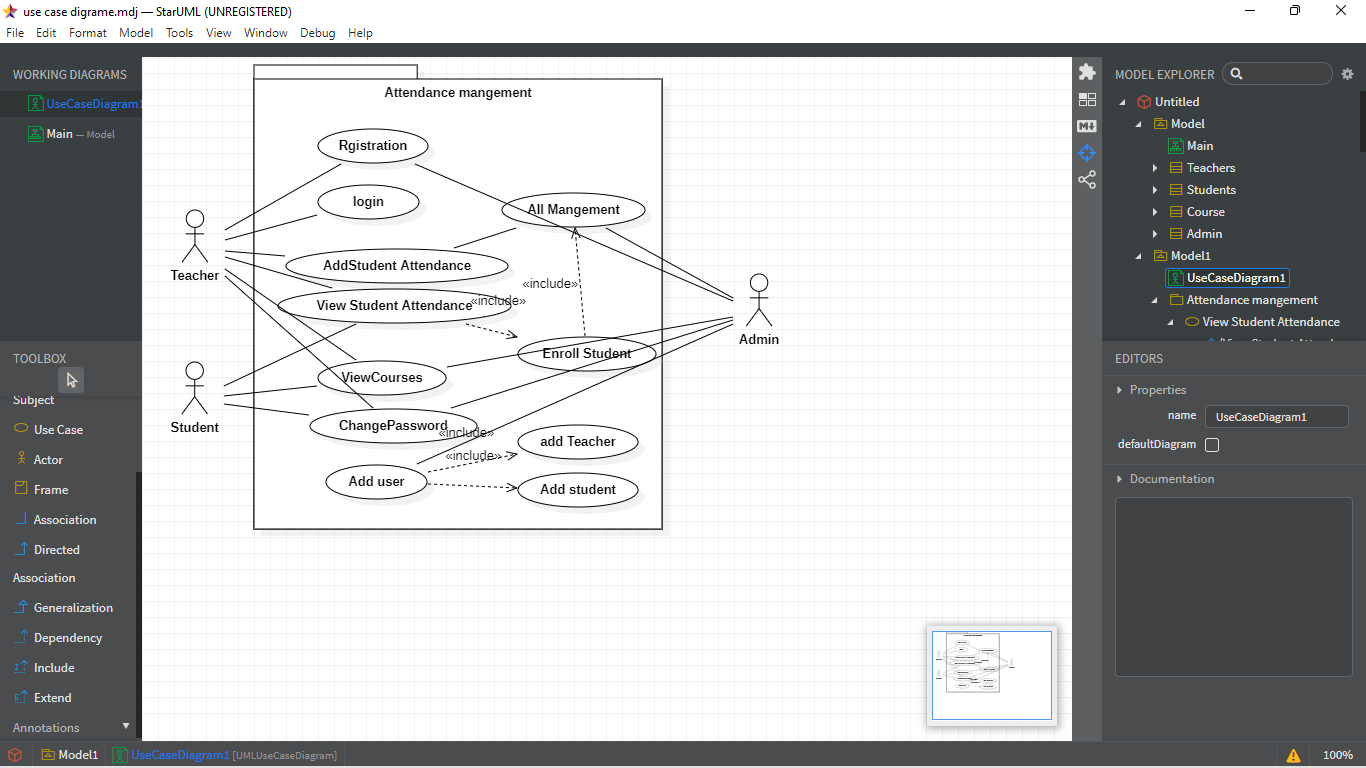 use case digrame.mdj — StarUML (UNREGISTERED)
File Edit Format Model Tools View Window Debug Help
WORKING DIAGRAMS
UseCaseDiagram1
Main — Model
TOOLBOX
Subject
Use Case
Actor
Frame
Association
Directed
Association
Generalization
Dependency
Include
Extend
Annotations
Attendance mangement
Rgistration
login
All Mangement
Teacher
AddStudent Attendance
«include»
View Student Attendance
«include»
Admin
Enroll Student
ViewCourses
Student
ChangePassword
«include»
add Teacher
«include»
Add user
Add student
MODEL EXPLORER
Untitled
Model
Main
Teachers
Students
Course
Admin
Model1
UseCaseDiagram1
Attendance mangement
View Student Attendance
EDITORS
Properties
name UseCaseDiagram1
defaultDiagram
Documentation
Model1 UseCaseDiagram1 [UMLUseCaseDiagram]
100%